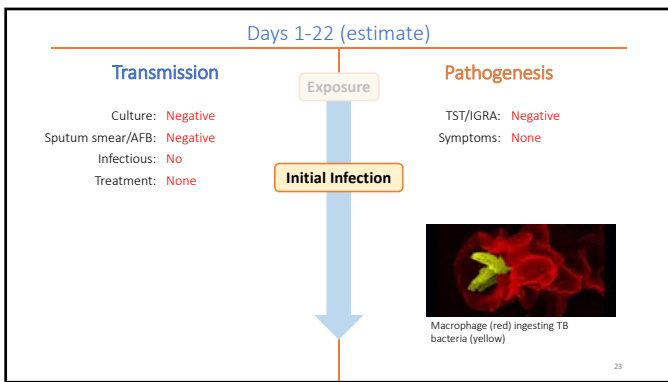 Days 1-22 (estimate)
Transmission
Pathogenesis
Exposure
Culture: Negative
Sputum smear/AFB: Negative
Infectious: No
Treatment: None
TST/IGRA: Negative
Symptoms: None
Initial Infection
Macrophage (red) ingesting TB
bacteria (yellow)
23